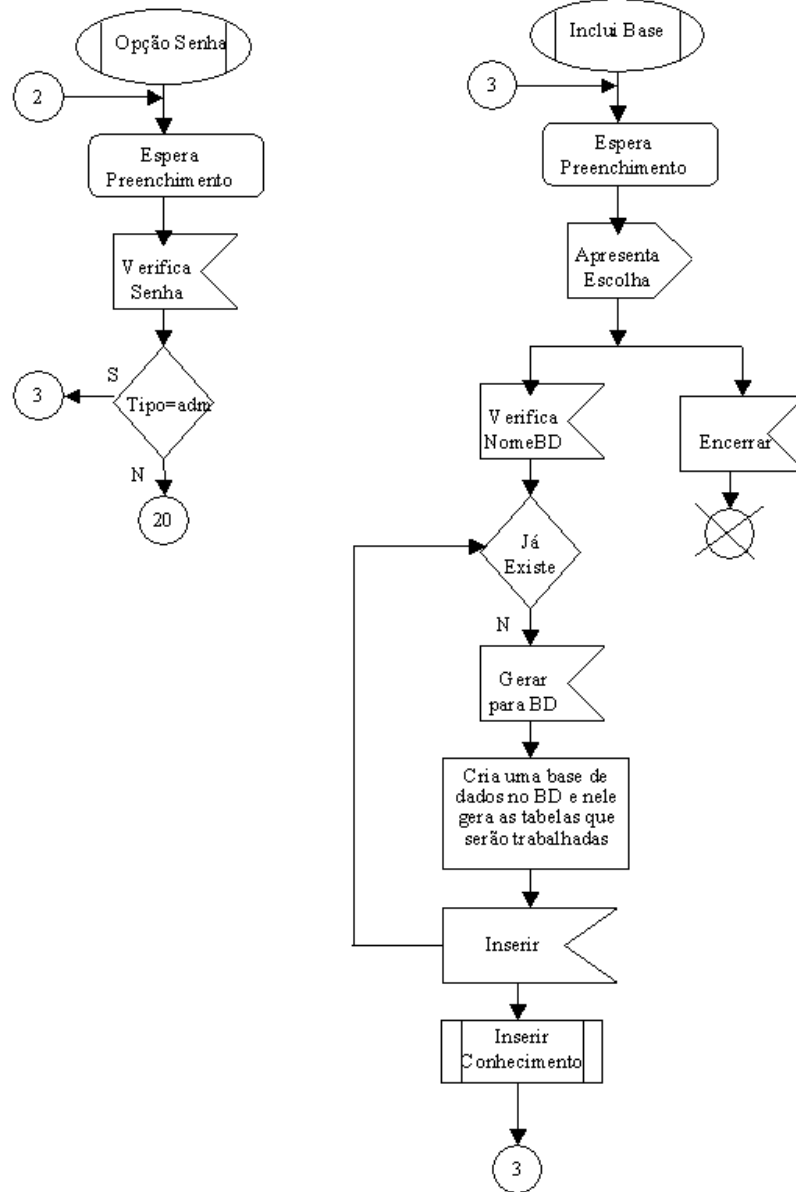 Opção Senha
2
Espera
Preenchimento
Verifica
Senha
S
3
Tipo=adm
N
20
Inclui Base
3
Espera
Preenchimento
Apresenta
Escolha
Verifica
NomeBD
Encerrar
Já
Existe
N
Gerar
para BD
Cria uma base de
dados no BD e nele
gera as tabelas que
serão trabalhadas
Inserir
Inserir
Conhecimento
3